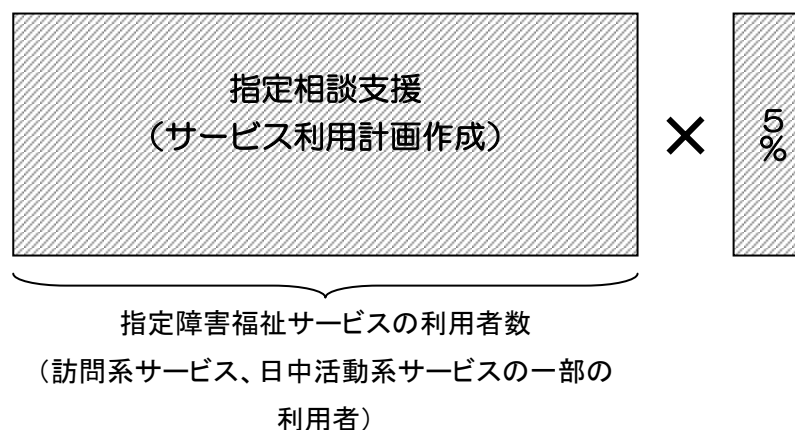 指定相談支援
（サービス利用計画作成）
×
5%
指定障害福祉サービスの利用者数
（訪問系サービス、日中活動系サービスの一部の
利用者）